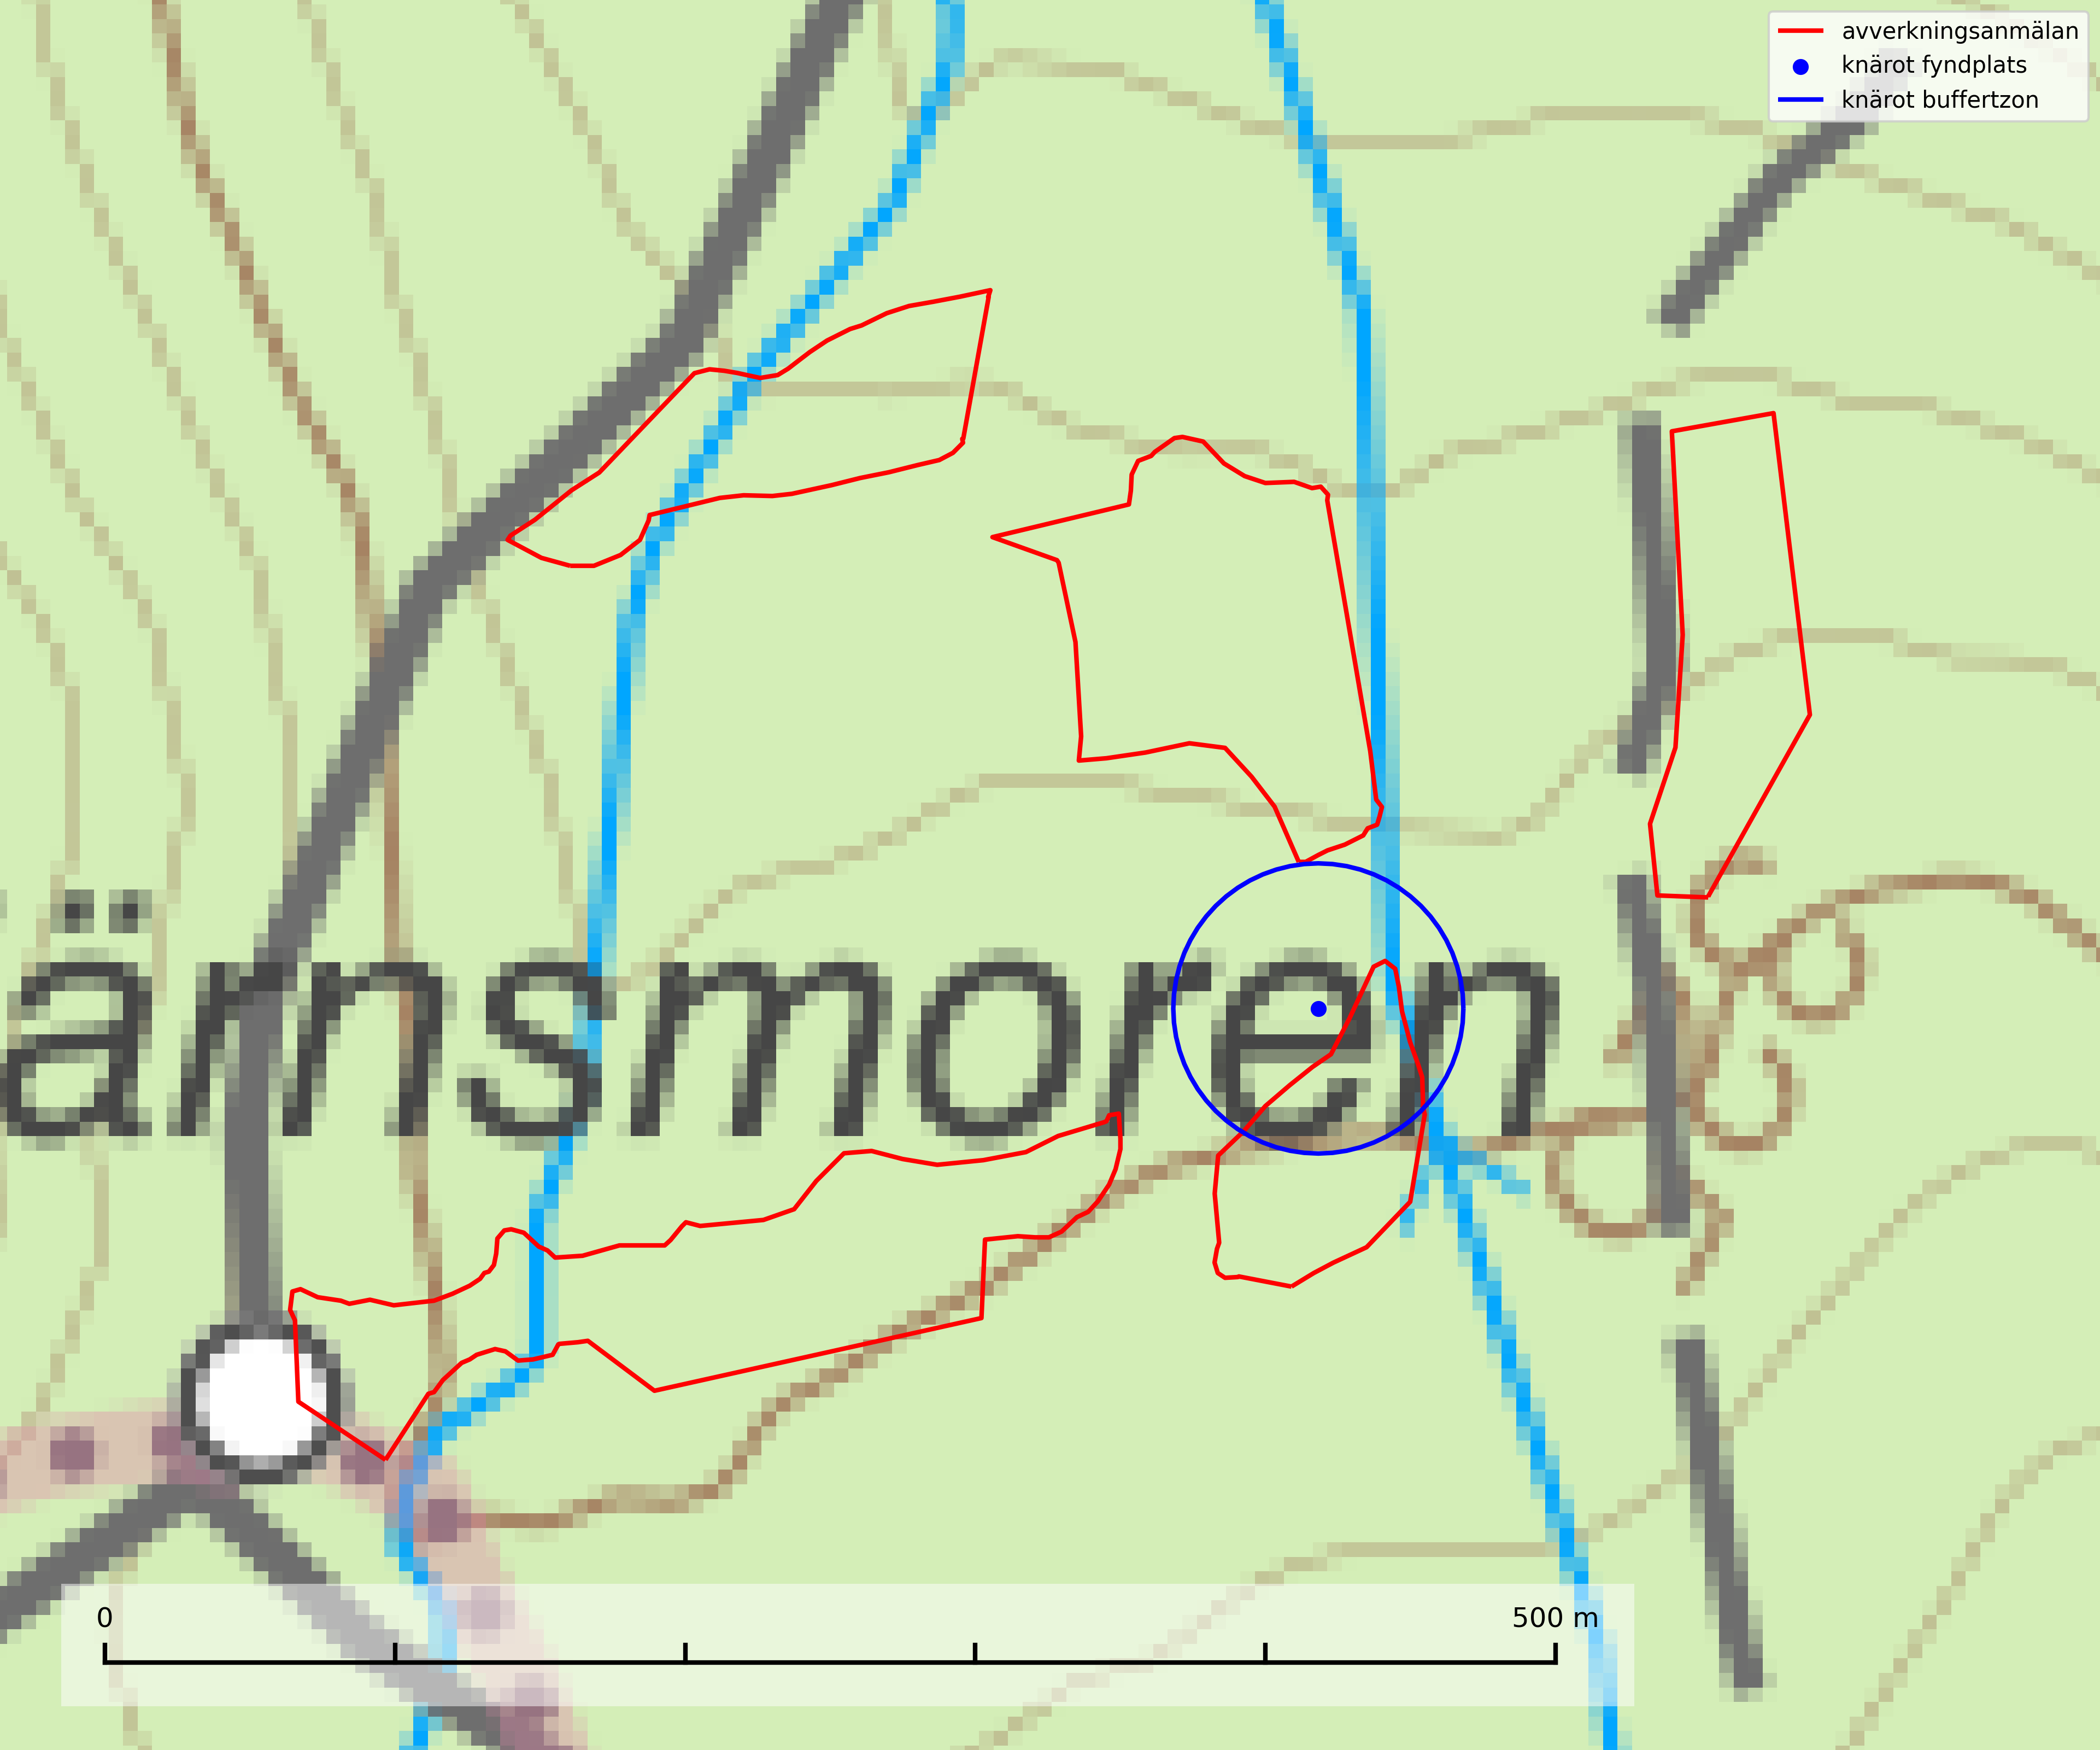 avverkningsanmälan
knärot fyndplats
knärot buffertzon
ärnsmoren
0
500 m